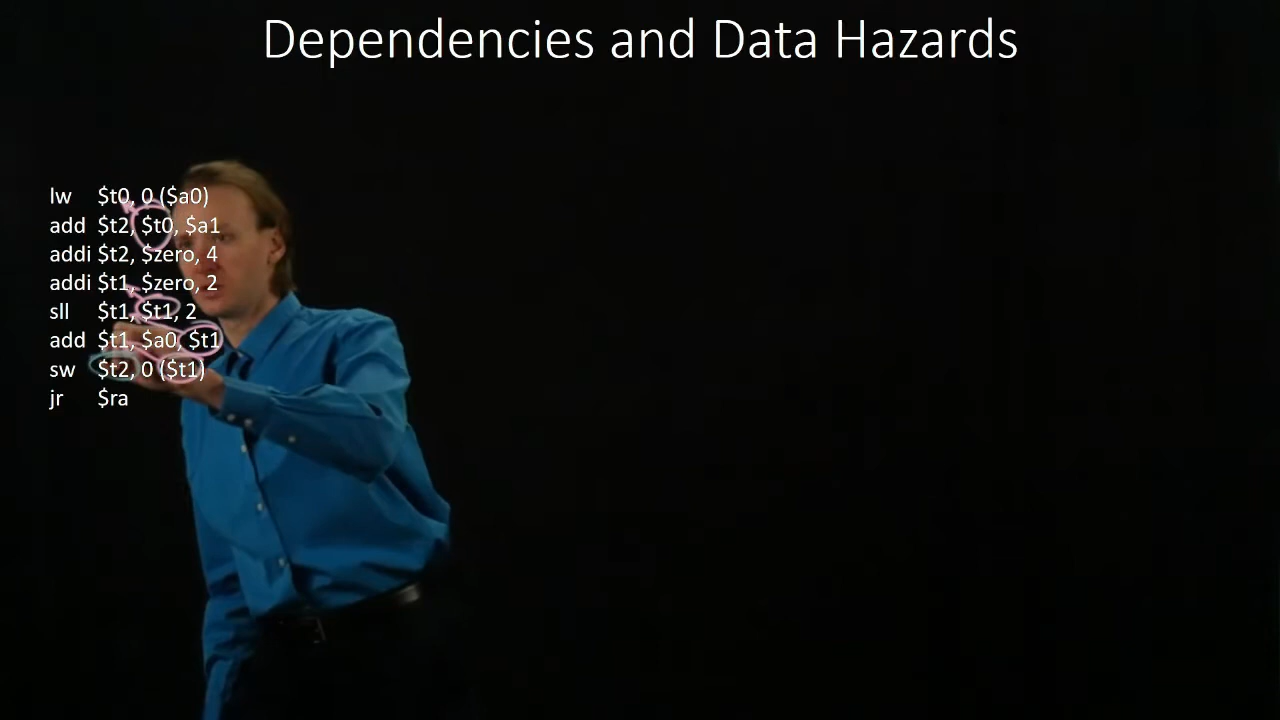 Dependencies and Data Hazards
lw $t0, 0 ($a0)
add $t2, $t0, $a1
addi $t2, $zero, 4
addi $t1, $zero, 2
sll $t1, $t1, 2
add $t1, $a0, $t1
sw $t2, 0 ($t1)
jr $ra